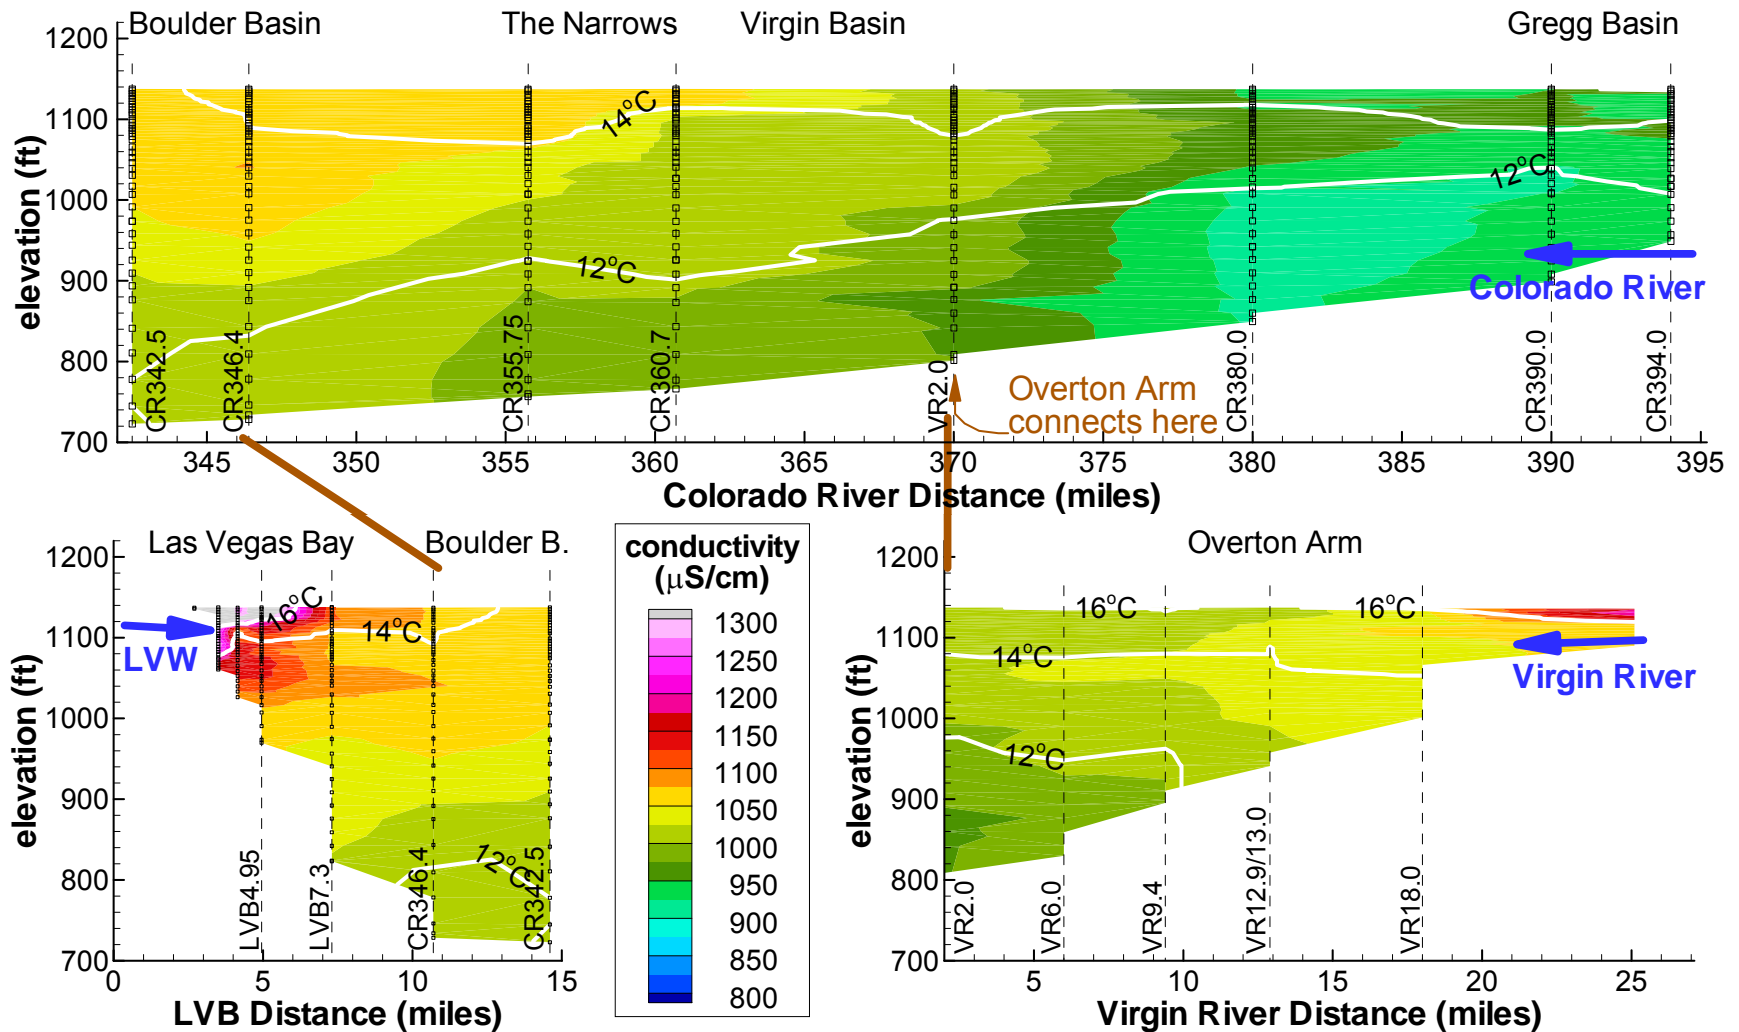 Boulder Basin The Narrows Virgin Basin Gregg Basin
1200
1100
1000
900
800
700
elevation (ft)
14°C
12°C
12°C
Colorado River
CR342.5 CR346.4 CR355.75 CR360.7 VR2.0 CR380.0 CR390.0 CR394.0
Overton Arm
connects here
345 350 355 360 365 370 375 380 385 390 395
Colorado River Distance (miles)
Las Vegas Bay Boulder B.
1200
1100
1000
900
800
700
elevation (ft)
LVW
16°C
14°C
12°C
LVB4.95 LVB7.3 CR346.4 CR342.5
0 5 10 15
LVB Distance (miles)
conductivity
(µS/cm)
1300
1250
1200
1150
1100
1050
1000
950
900
850
800
Overton Arm
1200
1100
1000
900
800
700
elevation (ft)
16°C 16°C
14°C
12°C
Virgin River
VR2.0 VR6.0 VR9.4 VR12.9/13.0 VR18.0
5 10 15 20 25
Virgin River Distance (miles)